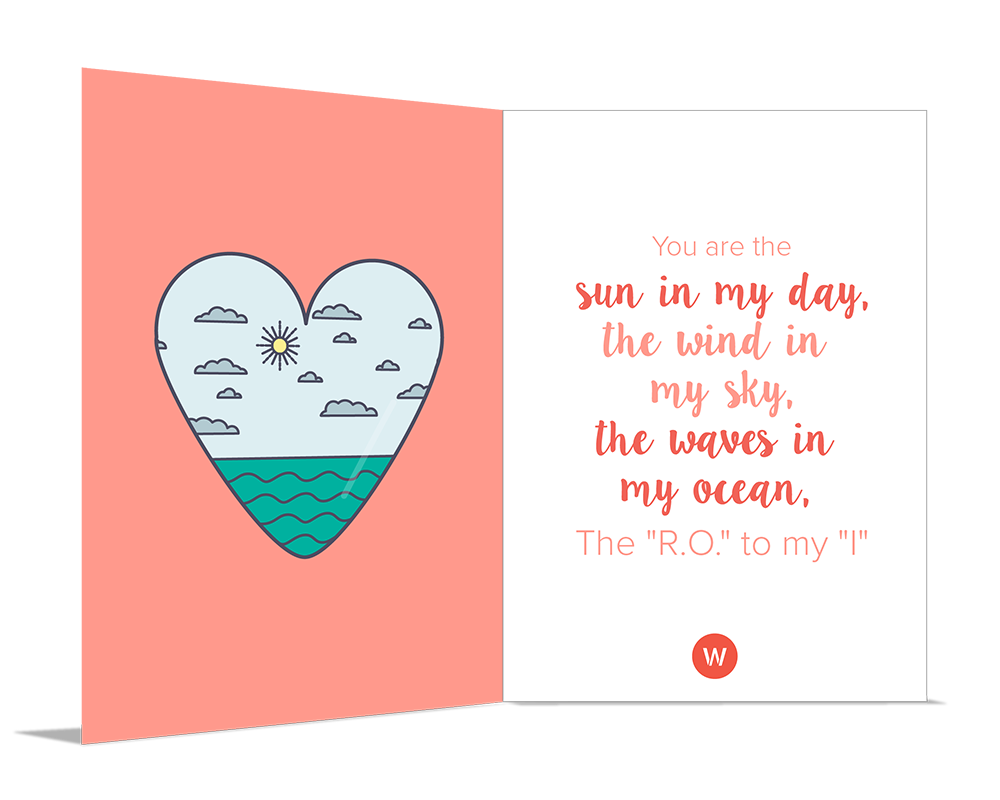 You are the
sun in my day,
the wind in
my sky,
the waves in
my ocean,
The "R.O." to my "I"
W